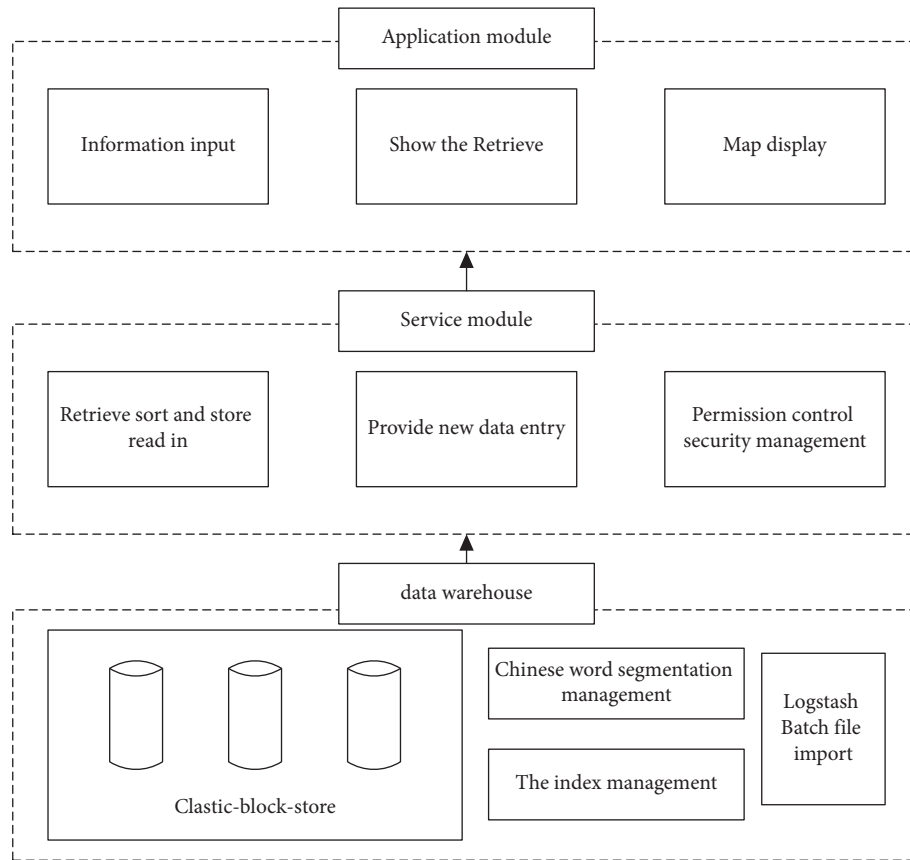 Application module
Information input
Show the Retrieve
Map display
Service module
Retrieve sort and store
read in
Provide new data entry
Permission control
security management
data warehouse
Clastic-block-store
Chinese word segmentation
management
The index management
Logstash
Batch file
import